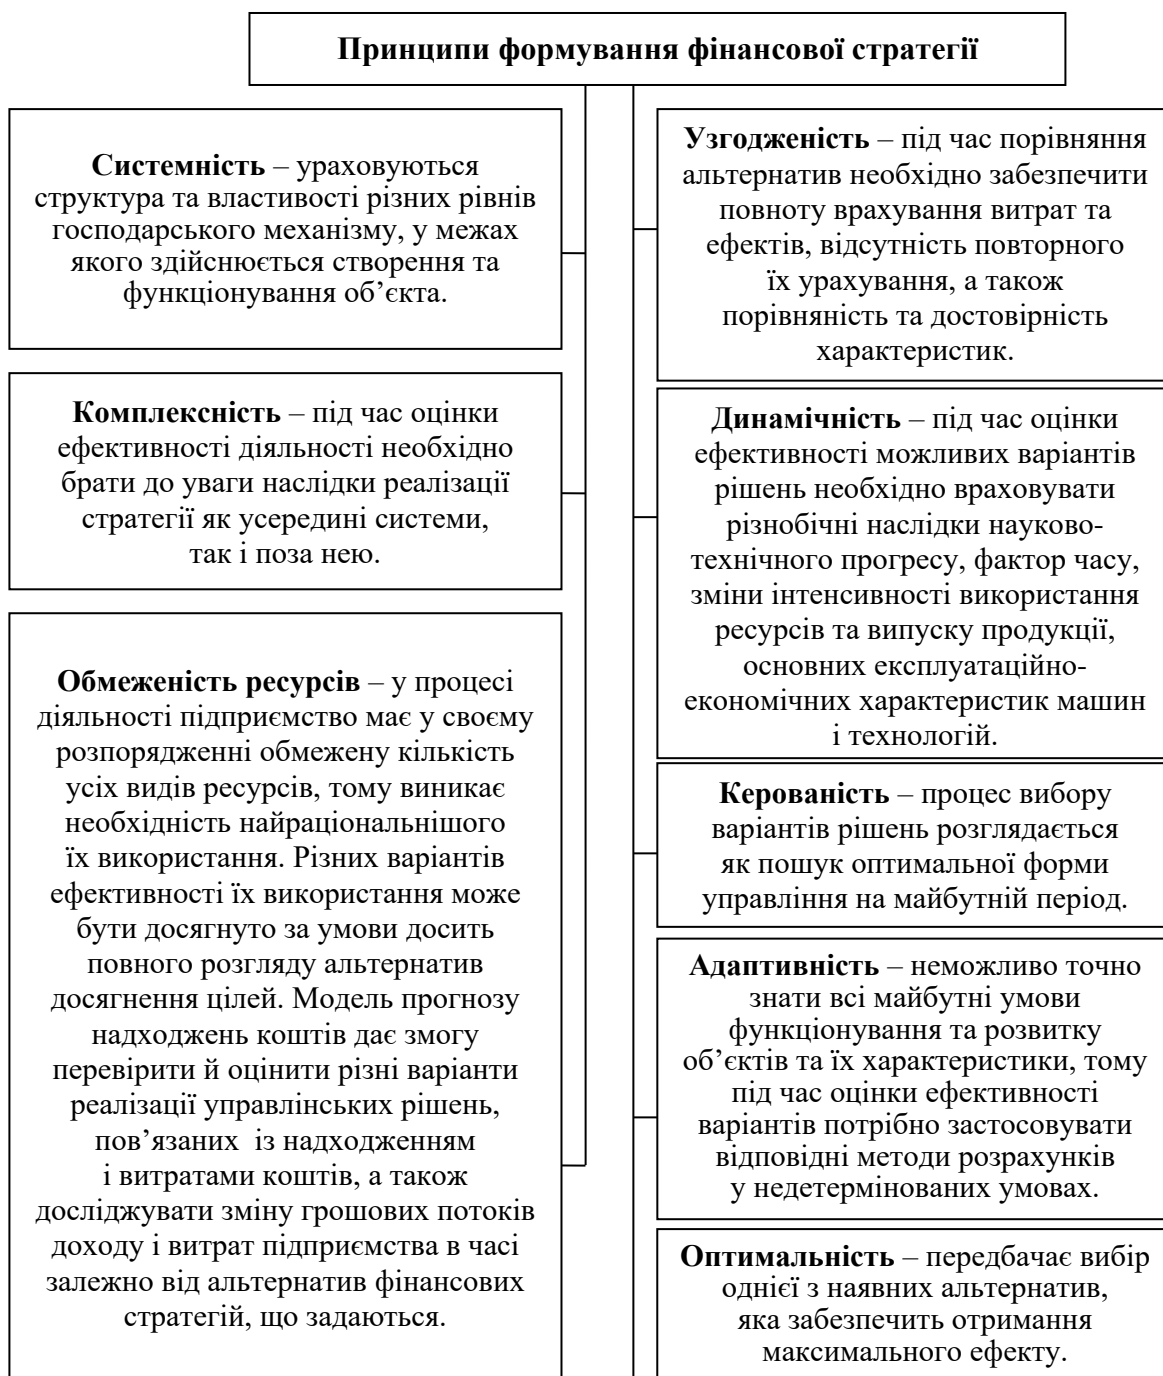 Принципи формування фінансової стратегії
Системність – ураховуються
структура та властивості різних рівнів
господарського механізму, у межах
якого здійснюється створення та
функціонування об’єкта.
Комплексність – під час оцінки
ефективності діяльності необхідно
брати до уваги наслідки реалізації
стратегії як усередині системи,
так і поза нею.
Обмеженість ресурсів – у процесі
діяльності підприємство має у своєму
розпорядженні обмежену кількість
усіх видів ресурсів, тому виникає
необхідність найраціональнішого
їх використання. Різних варіантів
ефективності їх використання може
бути досягнуто за умови досить
повного розгляду альтернатив
досягнення цілей. Модель прогнозу
надходжень коштів дає змогу
перевірити й оцінити різні варіанти
реалізації управлінських рішень,
пов’язаних  із надходженням
і витратами коштів, а також
досліджувати зміну грошових потоків
доходу і витрат підприємства в часі
залежно від альтернатив фінансових
стратегій, що задаються.
Узгодженість – під час порівняння
альтернатив необхідно забезпечити
повноту врахування витрат та
ефектів, відсутність повторного
їх урахування, а також
порівняність та достовірність
характеристик.
Динамічність – під час оцінки
ефективності можливих варіантів
рішень необхідно враховувати
різнобічні наслідки науково-
технічного прогресу, фактор часу,
зміни інтенсивності використання
ресурсів та випуску продукції,
основних експлуатаційно-
економічних характеристик машин
і технологій.
Керованість – процес вибору
варіантів рішень розглядається
як пошук оптимальної форми
управління на майбутній період.
Адаптивність – неможливо точно
знати всі майбутні умови
функціонування та розвитку
об’єктів та їх характеристики, тому
під час оцінки ефективності
варіантів потрібно застосовувати
відповідні методи розрахунків
у недетермінованих умовах.
Оптимальність – передбачає вибір
однієї з наявних альтернатив,
яка забезпечить отримання
максимального ефекту.